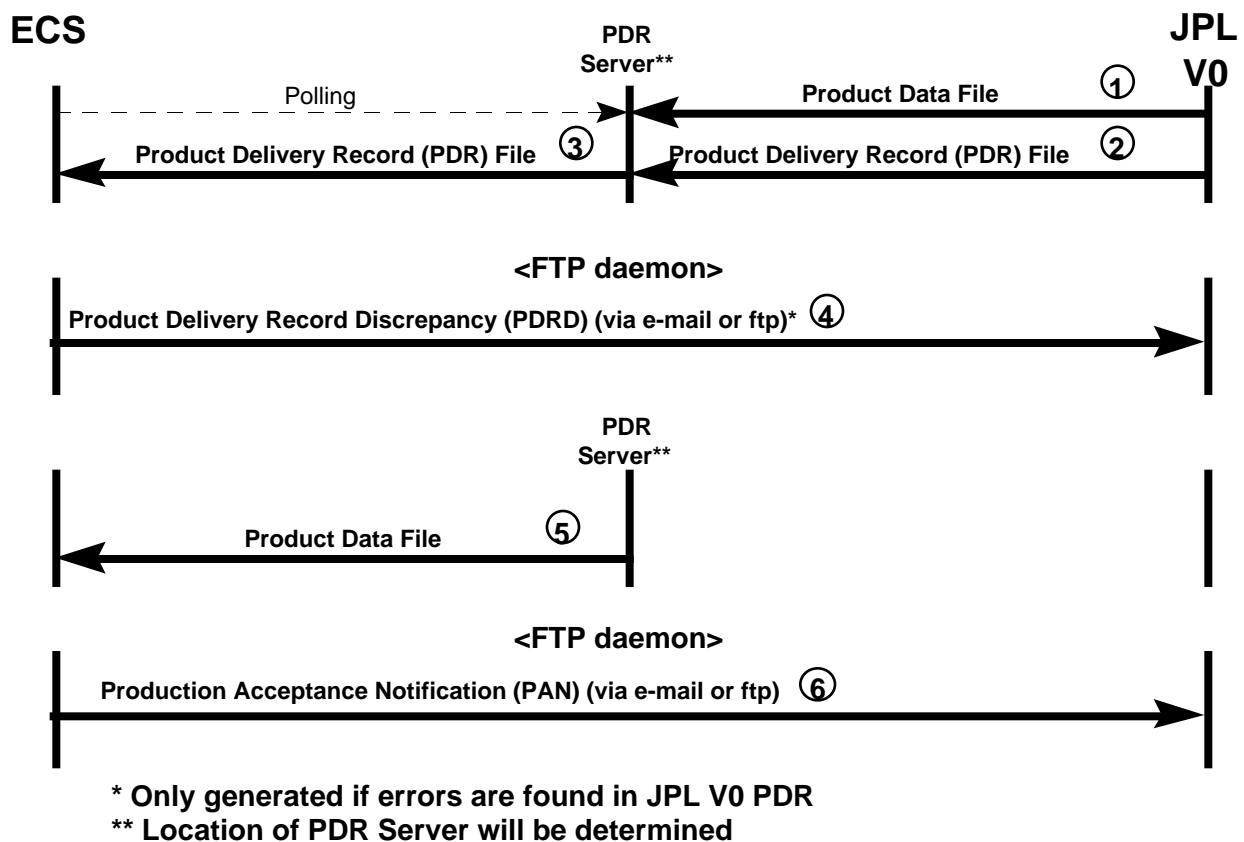 ECS
PDR
Server**
JPL
V0
Polling
Product Data File
1
Product Delivery Record (PDR) File
3
Product Delivery Record (PDR) File
2
<FTP daemon>
Product Delivery Record Discrepancy (PDRD) (via e-mail or ftp)*
4
PDR
Server**
Product Data File
5
<FTP daemon>
Production Acceptance Notification (PAN) (via e-mail or ftp)
6
* Only generated if errors are found in JPL V0 PDR
** Location of PDR Server will be determined